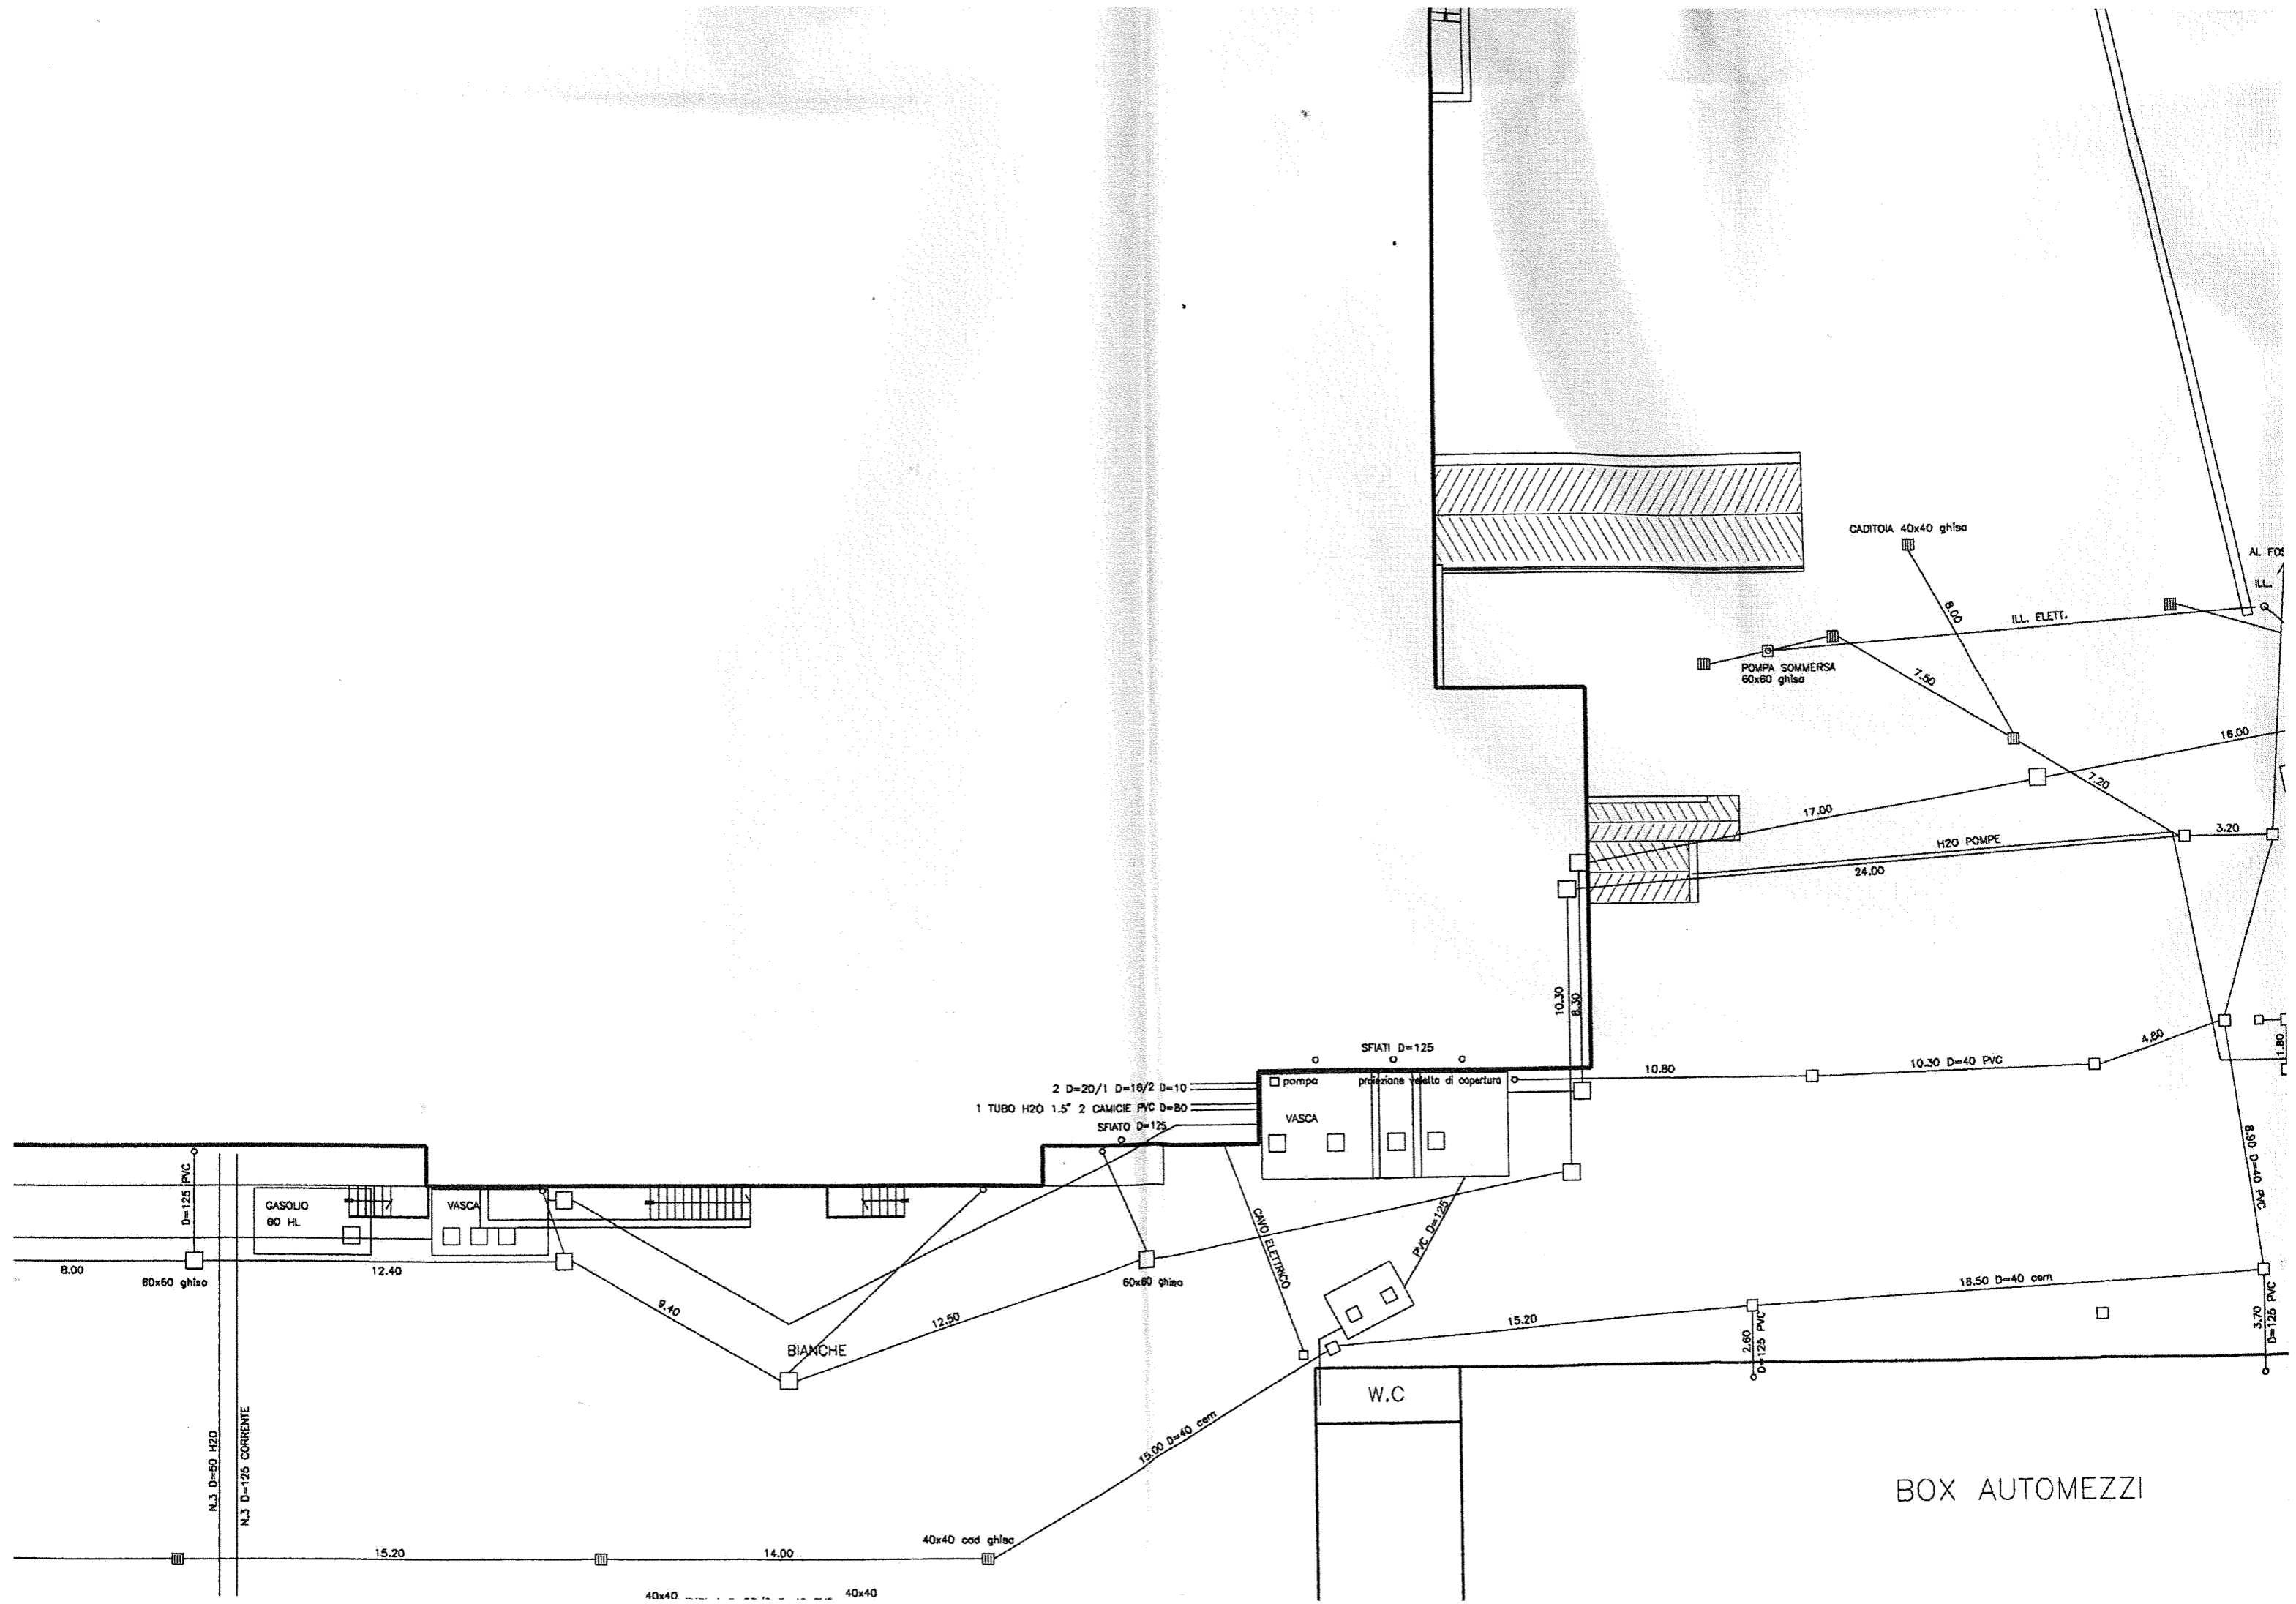 CADITOIA 40x40 ghisa
AL FOS
ILL.
8.00
ILL. ELETT.
POMPA SOMMERSA
60x60 ghisa
7.50
16.00
7.20
17.00
3.20
H2O POMPE
24.00
10.30
8.30
4.80
1.80
SFIATI D=125
10.80
10.30 D=40 PVC
2 D=20/1 D=18/2 D=10
pompa
proiezione veletta di copertura
1 TUBO H2O 1.5" 2 CAMICIE PVC D=80
VASCA
SFIATO D=125
8.90 D=40 PVC
D=125 PVC
GASOLIO
60 HL
VASCA
CAVO ELETTRICO
PVC D=125
8.00
12.40
60x60 ghisa
60x60 ghisa
18.50 D=40 cem
9.40
12.50
15.20
2.60
D=125 PVC
3.70
D=125 PVC
BIANCHE
W.C
15.00 D=40 cem
N.3 D=50 H2O
N.3 D=125 CORRENTE
BOX AUTOMEZZI
40x40 cad ghisa
15.20
14.00
40x40
40x40